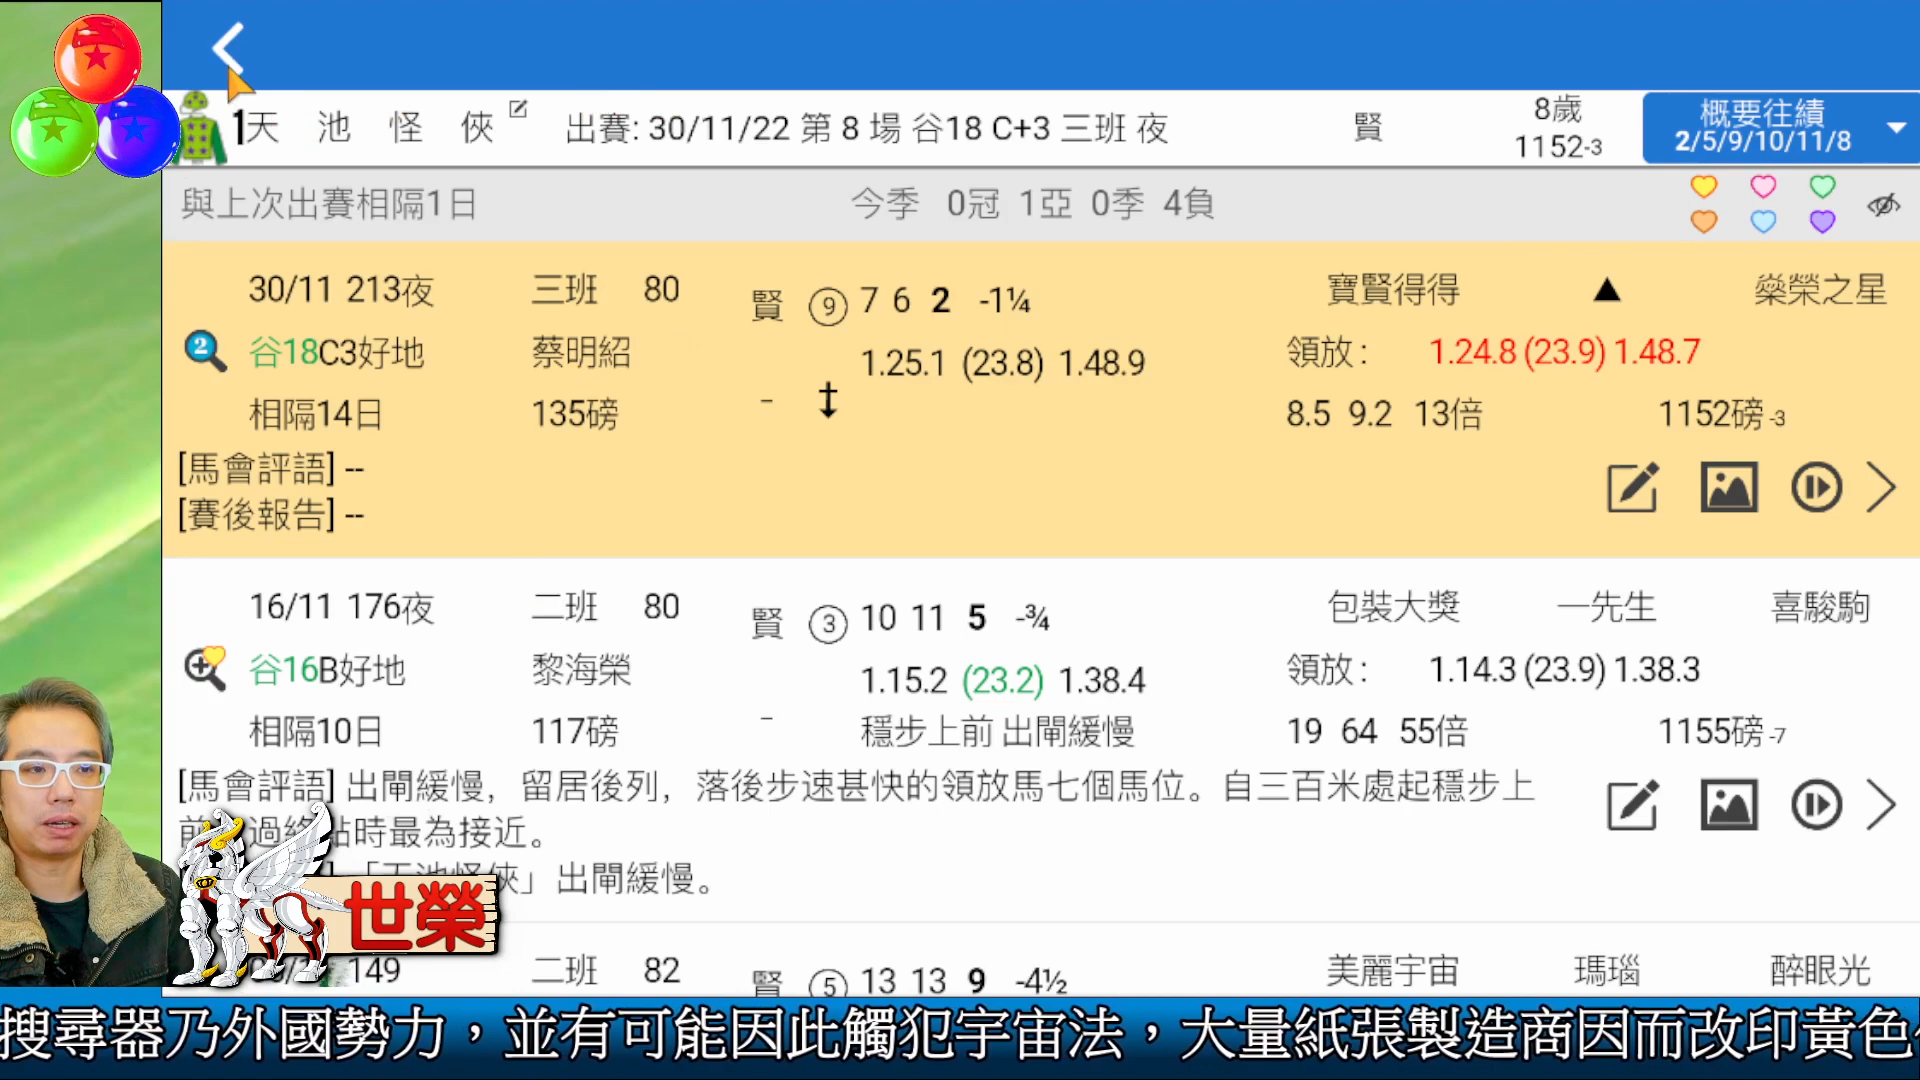 1天池怪俠 出賽: 30/11/22 第 8 場 谷18 C+3 三班 夜 賢 8歲 1152-3 概要往績 2/5/9/10/11/8
與上次出賽相隔1日 今季 0冠 1亞 0季 4負
30/11 213夜 三班 80 賢 9 7 6 2 -1¼ 寶賢得得 ▲ 燊榮之星
2 谷18C3好地 蔡明紹 1.25.1 (23.8) 1.48.9 領放: 1.24.8 (23.9) 1.48.7
相隔14日 135磅 - 8.5 9.2 13倍 1152磅-3
[馬會評語] --
[賽後報告] --
16/11 176夜 二班 80 賢 3 10 11 5 -¾ 包裝大獎 一先生 喜駿駒
谷16B好地 黎海榮 1.15.2 (23.2) 1.38.4 領放: 1.14.3 (23.9) 1.38.3
相隔10日 117磅 - 穩步上前 出閘緩慢 19 64 55倍 1155磅-7
[馬會評語] 出閘緩慢，留居後列，落後步速甚快的領放馬七個馬位。自三百米處起穩步上
前 過終點時最為接近。
「天池怪俠」出閘緩慢。
世榮
149 二班 82 賢 5 13 13 9 -4½ 美麗宇宙 瑪瑙 醉眼光
搜尋器乃外國勢力，並有可能因此觸犯宇宙法，大量紙張製造商因而改印黃色